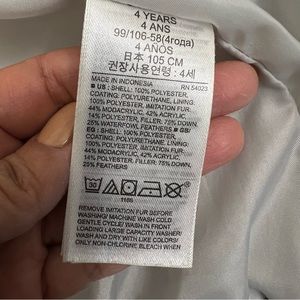 4 YEARS
4 ANS
99/106-58(4года)
4 AÑOS
日本 105 CM
권장사용연령 : 4세
MADE IN INDONESIA RN 54023
US : SHELL: 100% POLYESTER,
COATING: POLYURETHANE, LINING:
100% POLYESTER, IMITATION FUR:
44% MODACRYLIC, 42% ACRYLIC,
14% POLYESTER, FILLER: 75% DOWN,
25% WATERFOWL FEATHERS ■ GB/
EG : SHELL: 100% POLYESTER,
COATING: POLYURETHANE, LINING:
100% POLYESTER, IMITATION FUR:
44% MODACRYLIC, 42% ACRYLIC,
14% POLYESTER, FILLER: 75% DOWN,
25% FEATHERS
30
1186
REMOVE IMITATION FUR BEFORE
WASHING/ MACHINE WASH COLD
GENTLE CYCLE/ WASH IN FRONT
LOADING LARGE CAPACITY WASHER/
WASH AND DRY WITH LIKE COLORS/
ONLY NON-CHLORINE BLEACH WHEN